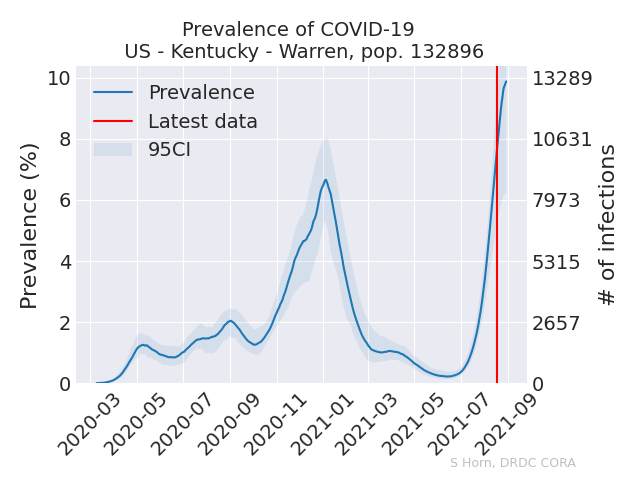 Prevalence of COVID-19
US - Kentucky - Warren, pop. 132896
Prevalence
Latest data
95CI
Prevalence (%)
10
8
6
4
2
0
13289
10631
7973
5315
2657
0
# of infections
2020-03
2020-05
2020-07
2020-09
2020-11
2021-01
2021-03
2021-05
2021-07
2021-09
S Horn, DRDC CORA